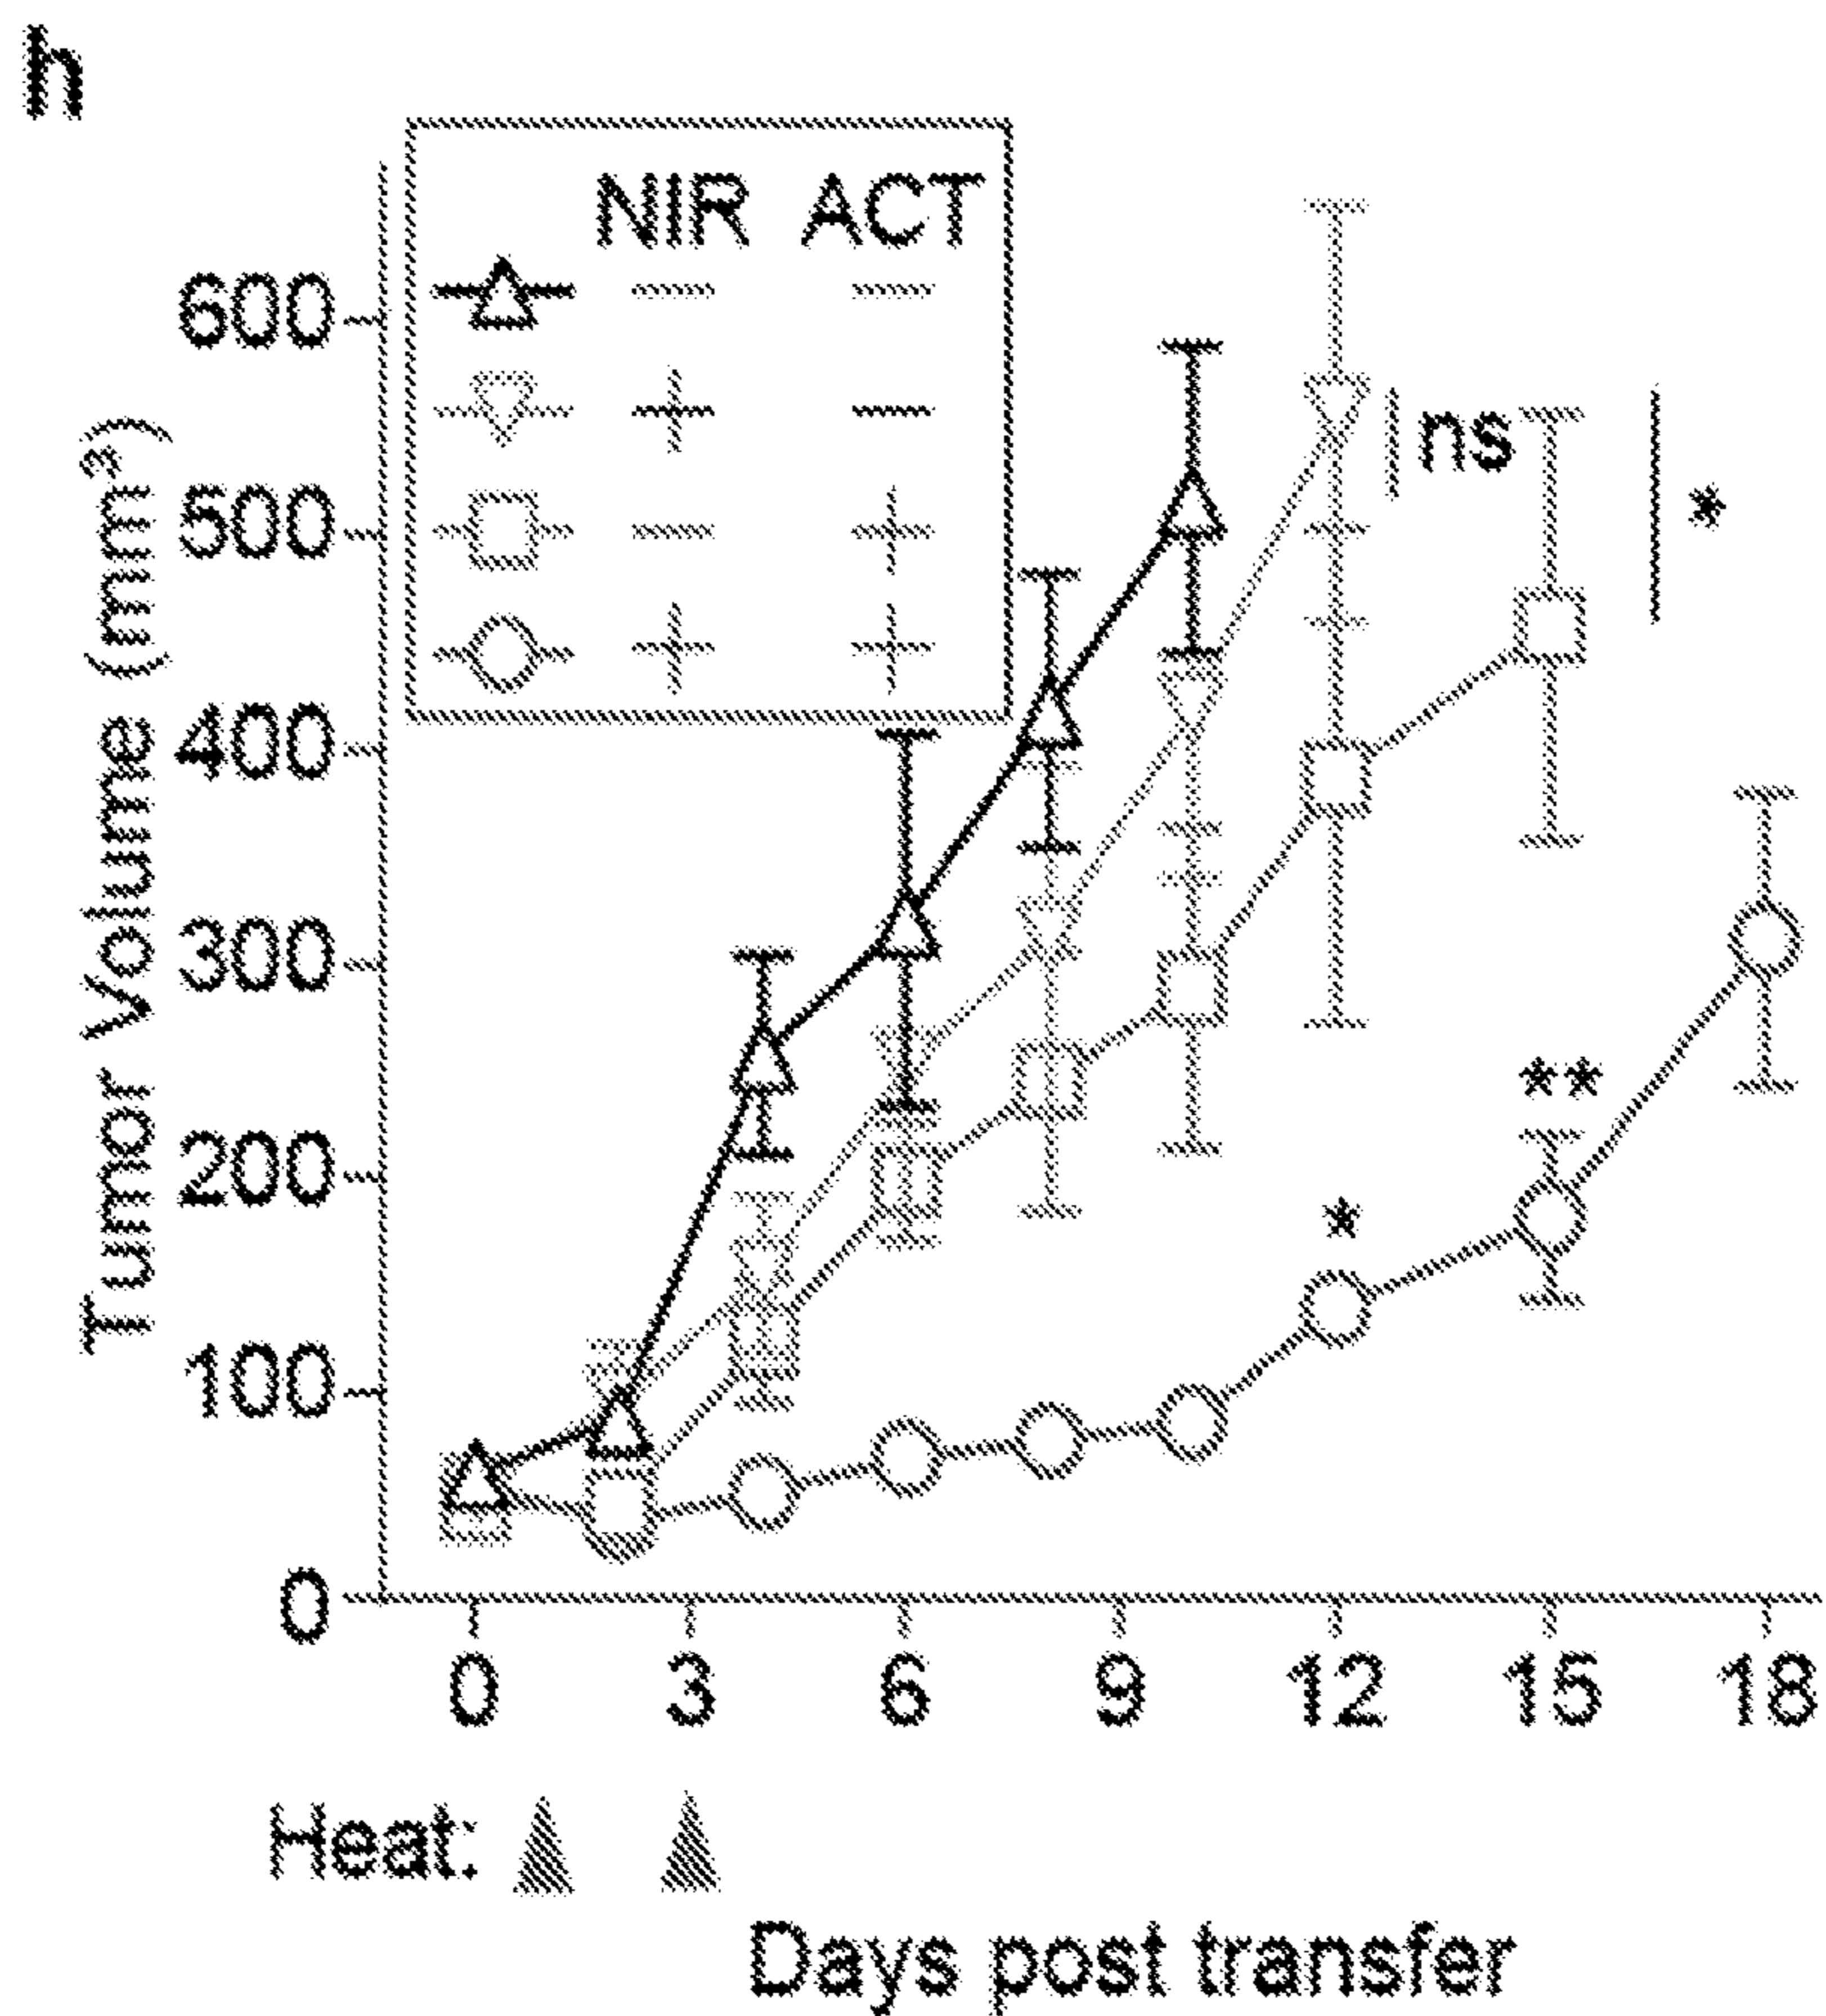 h
NIR ACT
− −
+ −
− +
+ +
Tumor Volume (mm³)
600
500
400
300
200
100
0
ns
*
*
**
0 3 6 9 12 15 18
Heat:
Days post transfer